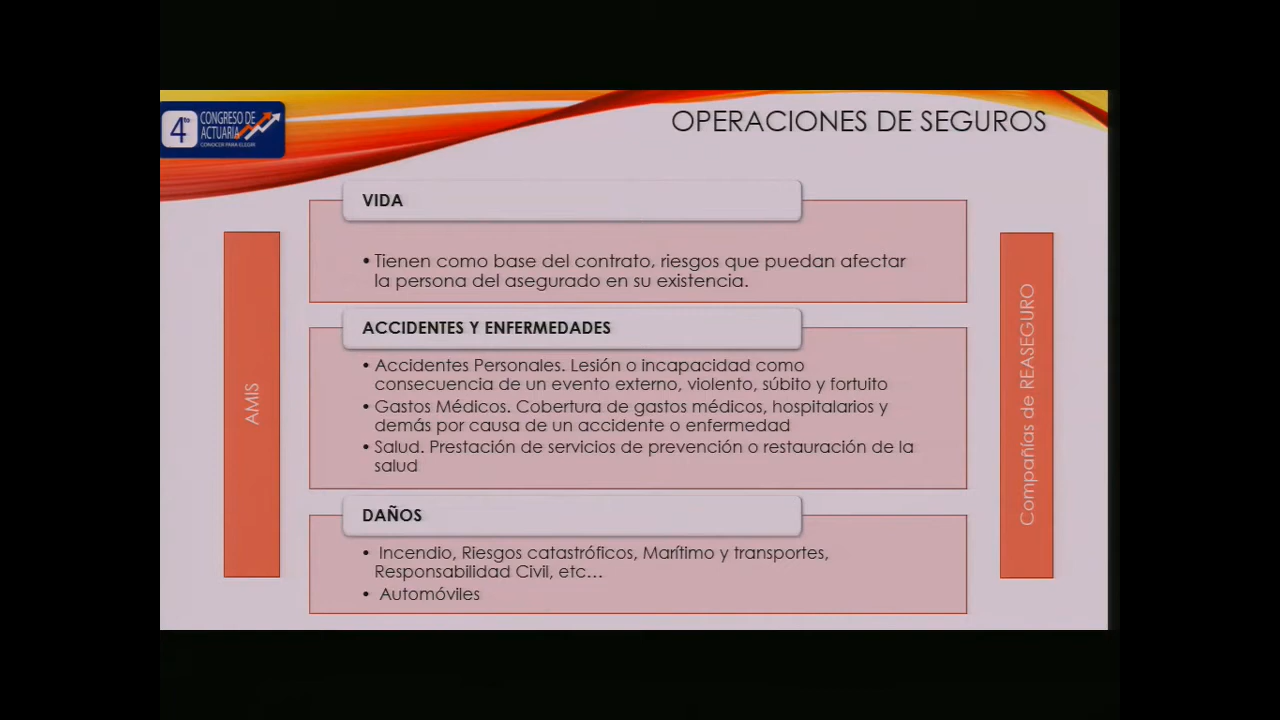 4to
CONGRESO DE
ACTUARÍA
CONOCER PARA ELEGIR
OPERACIONES DE SEGUROS
AMIS
VIDA
• Tienen como base del contrato, riesgos que puedan afectar
la persona del asegurado en su existencia.
ACCIDENTES Y ENFERMEDADES
• Accidentes Personales. Lesión o incapacidad como
consecuencia de un evento externo, violento, súbito y fortuito
• Gastos Médicos. Cobertura de gastos médicos, hospitalarios y
demás por causa de un accidente o enfermedad
• Salud. Prestación de servicios de prevención o restauración de la
salud
DAÑOS
• Incendio, Riesgos catastróficos, Marítimo y transportes,
Responsabilidad Civil, etc...
• Automóviles
Compañías de REASEGURO